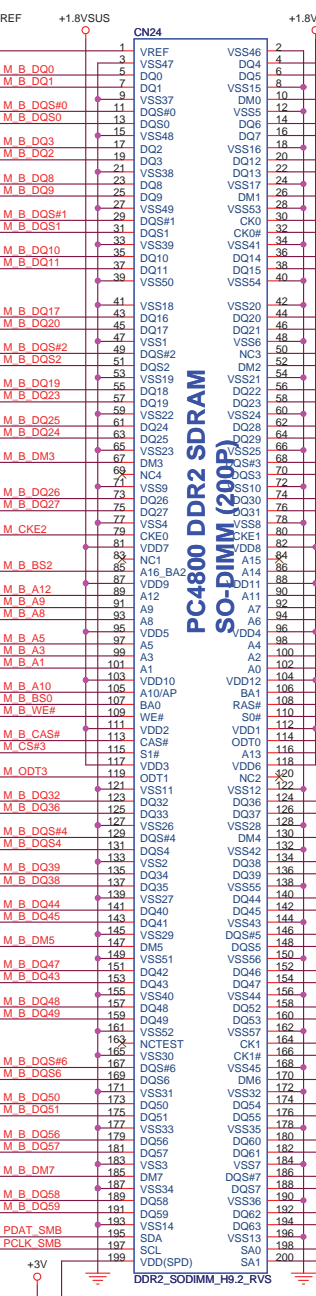 REF +1.8VSUS +1.8V
CN24
1 VREF VSS46 2
3 VSS47 DQ4 4
M_B_DQ0 5 DQ0 DQ5 6
M_B_DQ1 7 DQ1 VSS15 8
9 VSS37 DM0 10
M_B_DQS#0 11 DQS#0 VSS5 12
M_B_DQS0 13 DQS0 DQ6 14
15 VSS48 DQ7 16
M_B_DQ3 17 DQ2 VSS16 18
M_B_DQ2 19 DQ3 DQ12 20
21 VSS38 DQ13 22
M_B_DQ8 23 DQ8 VSS17 24
M_B_DQ9 25 DQ9 DM1 26
27 VSS49 VSS53 28
M_B_DQS#1 29 DQS#1 CK0 30
M_B_DQS1 31 DQS1 CK0# 32
33 VSS39 VSS41 34
M_B_DQ10 35 DQ10 DQ14 36
M_B_DQ11 37 DQ11 DQ15 38
39 VSS50 VSS54 40
41 VSS18 VSS20 42
M_B_DQ17 43 DQ16 DQ20 44
M_B_DQ20 45 DQ17 DQ21 46
47 VSS1 VSS6 48
M_B_DQS#2 49 DQS#2 NC3 50
M_B_DQS2 51 DQS2 DM2 52
53 VSS19 VSS21 54
M_B_DQ19 55 DQ18 DQ22 56
M_B_DQ23 57 DQ19 DQ23 58
59 VSS22 VSS24 60
M_B_DQ25 61 DQ24 DQ28 62
M_B_DQ24 63 DQ25 DQ29 64
65 VSS23 VSS25 66
M_B_DM3 67 DM3 DQS#3 68
69 NC4 DQS3 70
71 VSS9 VSS10 72
M_B_DQ26 73 DQ26 DQ30 74
M_B_DQ27 75 DQ27 DQ31 76
77 VSS4 VSS8 78
M_CKE2 79 CKE0 CKE1 80
81 VDD7 VDD8 82
83 NC1 A15 84
M_B_BS2 85 A16_BA2 A14 86
87 VDD9 VDD11 88
M_B_A12 89 A12 A11 90
M_B_A9 91 A9 A7 92
M_B_A8 93 A8 A6 94
95 VDD5 VDD4 96
M_B_A5 97 A5 A4 98
M_B_A3 99 A3 A2 100
M_B_A1 101 A1 A0 102
103 VDD10 VDD12 104
M_B_A10 105 A10/AP BA1 106
M_B_BS0 107 BA0 RAS# 108
M_B_WE# 109 WE# S0# 110
111 VDD2 VDD1 112
M_B_CAS# 113 CAS# ODT0 114
M_CS#3 115 S1# A13 116
117 VDD3 VDD6 118
M_ODT3 119 ODT1 NC2 120
121 VSS11 VSS12 122
M_B_DQ32 123 DQ32 DQ36 124
M_B_DQ36 125 DQ33 DQ37 126
127 VSS26 VSS28 128
M_B_DQS#4 129 DQS#4 DM4 130
M_B_DQS4 131 DQS4 VSS42 132
133 VSS2 DQ38 134
M_B_DQ39 135 DQ34 DQ39 136
M_B_DQ38 137 DQ35 VSS55 138
139 VSS27 DQ44 140
M_B_DQ44 141 DQ40 DQ45 142
M_B_DQ45 143 DQ41 VSS43 144
145 VSS29 DQS#5 146
M_B_DM5 147 DM5 DQS5 148
149 VSS51 VSS56 150
M_B_DQ47 151 DQ42 DQ46 152
M_B_DQ43 153 DQ43 DQ47 154
155 VSS40 VSS44 156
M_B_DQ48 157 DQ48 DQ52 158
M_B_DQ49 159 DQ49 DQ53 160
161 VSS52 VSS57 162
163 NCTEST CK1 164
165 VSS30 CK1# 166
M_B_DQS#6 167 DQS#6 VSS45 168
M_B_DQS6 169 DQS6 DM6 170
171 VSS31 VSS32 172
M_B_DQ50 173 DQ50 DQ54 174
M_B_DQ51 175 DQ51 DQ55 176
177 VSS33 VSS35 178
M_B_DQ56 179 DQ56 DQ60 180
M_B_DQ57 181 DQ57 DQ61 182
183 VSS3 VSS7 184
M_B_DM7 185 DM7 DQS#7 186
187 VSS34 DQS7 188
M_B_DQ58 189 DQ58 VSS36 190
M_B_DQ59 191 DQ59 DQ62 192
193 VSS14 DQ63 194
PDAT_SMB 195 SDA VSS13 196
PCLK_SMB 197 SCL SA0 198
199 VDD(SPD) SA1 200
+3V
DDR2_SODIMM_H9.2_RVS
PC4800 DDR2 SDRAM
SO-DIMM (200P)